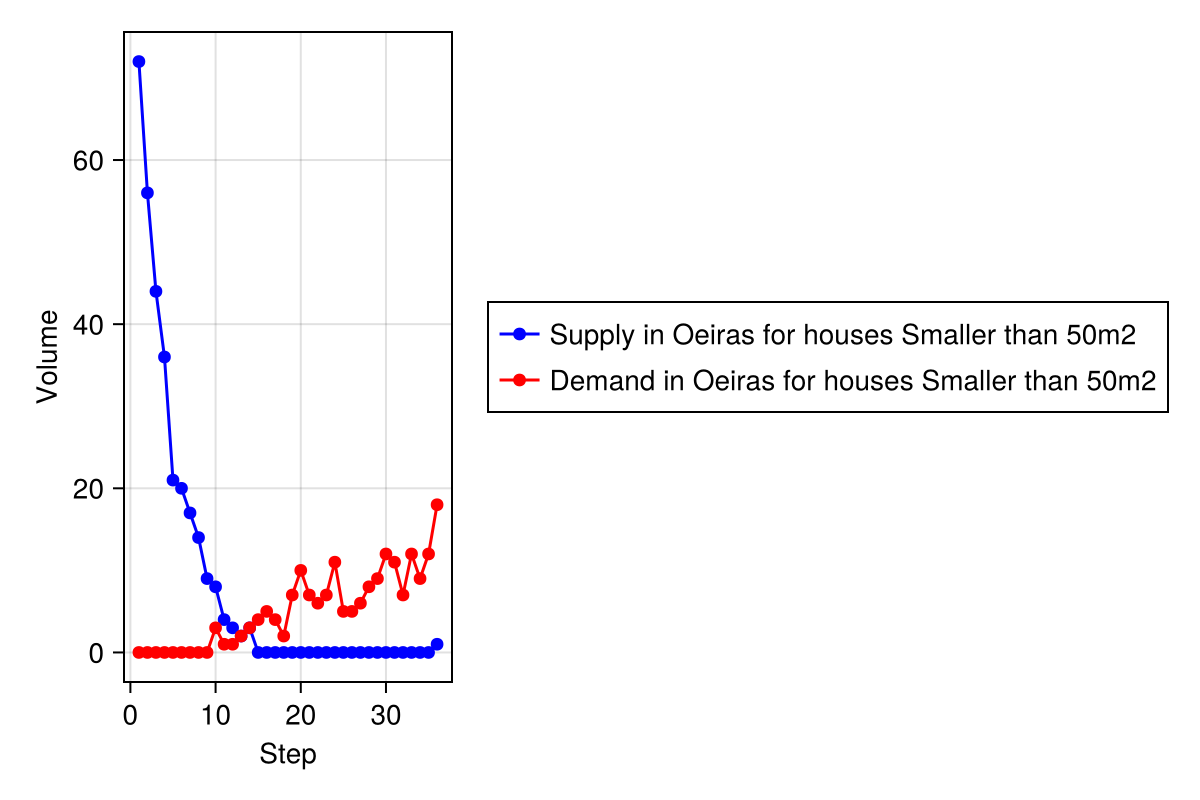 60
40
20
0
Volume
0 10 20 30
Step
Supply in Oeiras for houses Smaller than 50m2
Demand in Oeiras for houses Smaller than 50m2